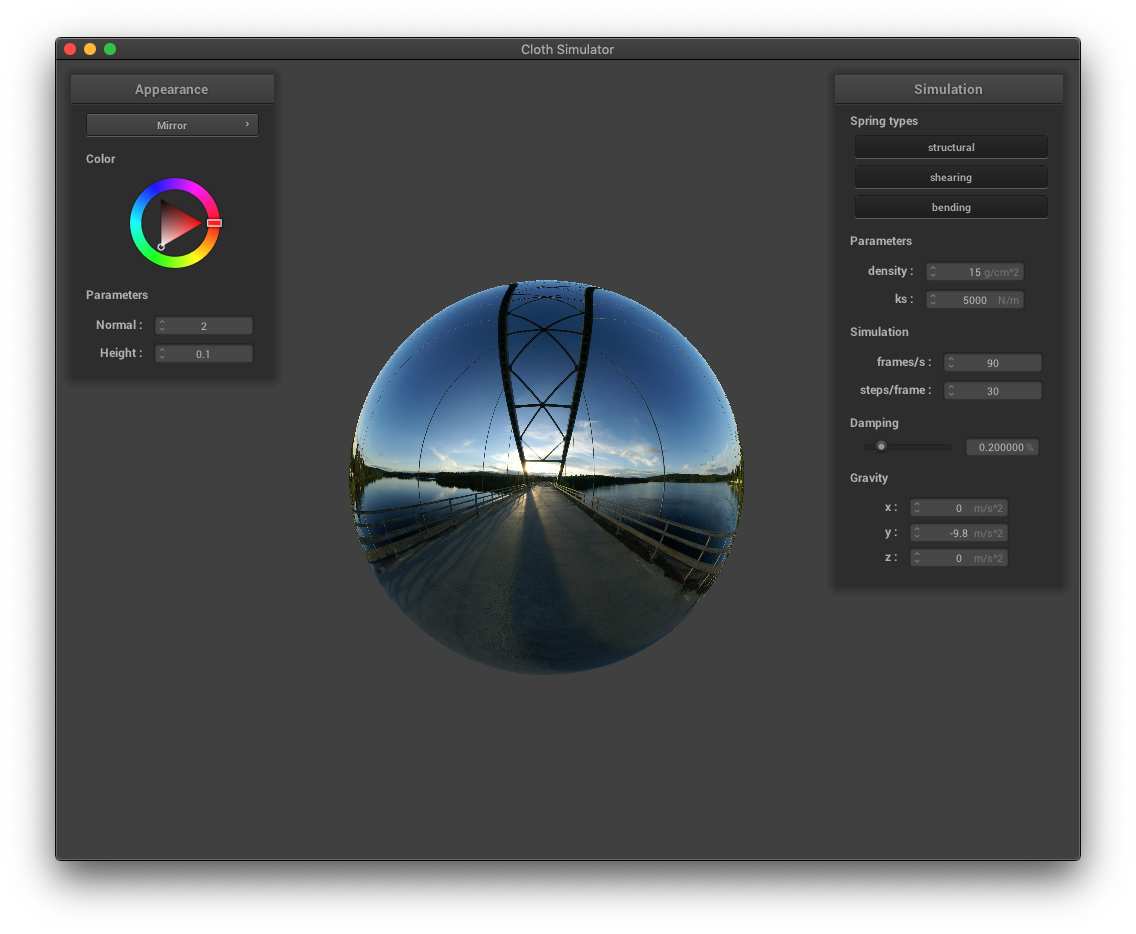 Cloth Simulator
Appearance
Mirror
Color
Parameters
Normal : 2
Height : 0.1
Simulation
Spring types
structural
shearing
bending
Parameters
density : 15 g/cm^2
ks : 5000 N/m
Simulation
frames/s : 90
steps/frame : 30
Damping
0.200000 %
Gravity
x : 0 m/s^2
y : -9.8 m/s^2
z : 0 m/s^2